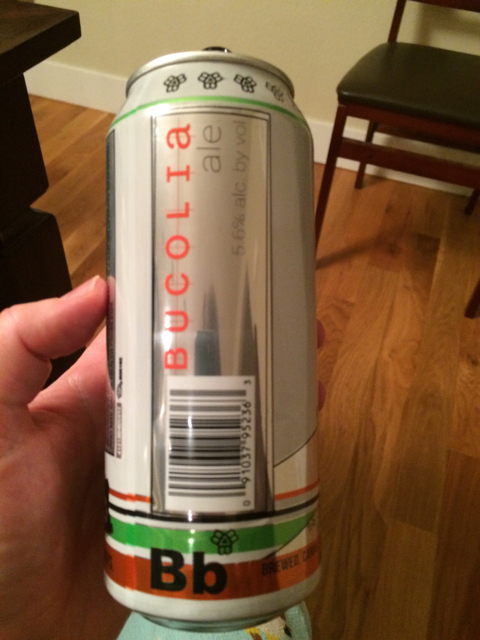 BUCOLIA
ale
5.6% alc. by vol
0 91037 95236 3
Bb
BREWED,